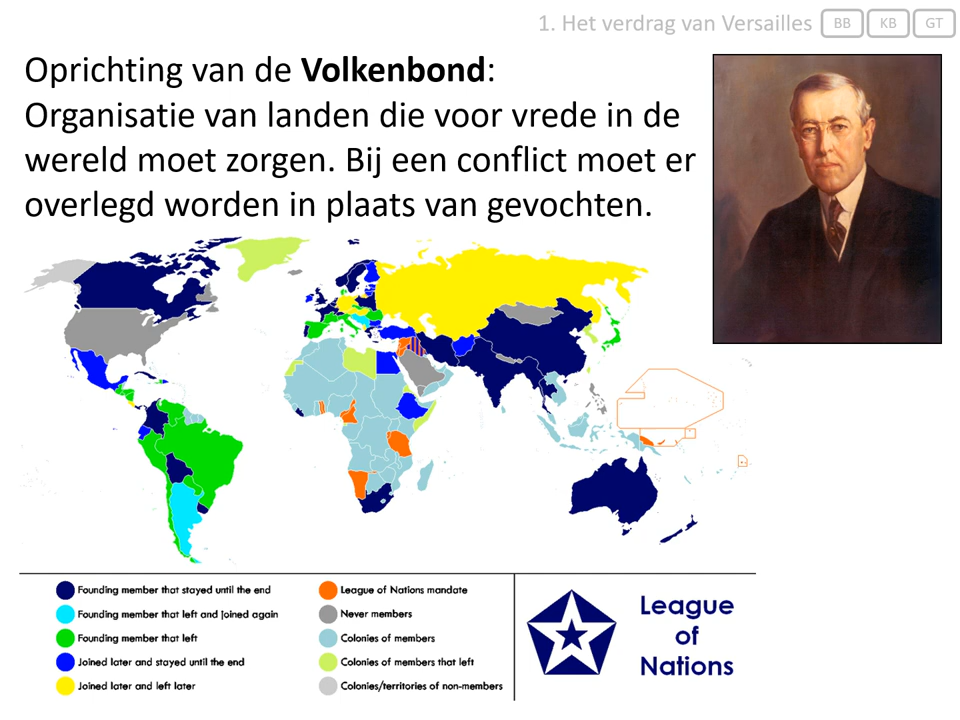 1. Het verdrag van Versailles BB KB GT
Oprichting van de Volkenbond:
Organisatie van landen die voor vrede in de
wereld moet zorgen. Bij een conflict moet er
overlegd worden in plaats van gevochten.
Founding member that stayed until the end
Founding member that left and joined again
Founding member that left
Joined later and stayed until the end
Joined later and left later
League of Nations mandate
Never members
Colonies of members
Colonies of members that left
Colonies/territories of non-members
League
of
Nations